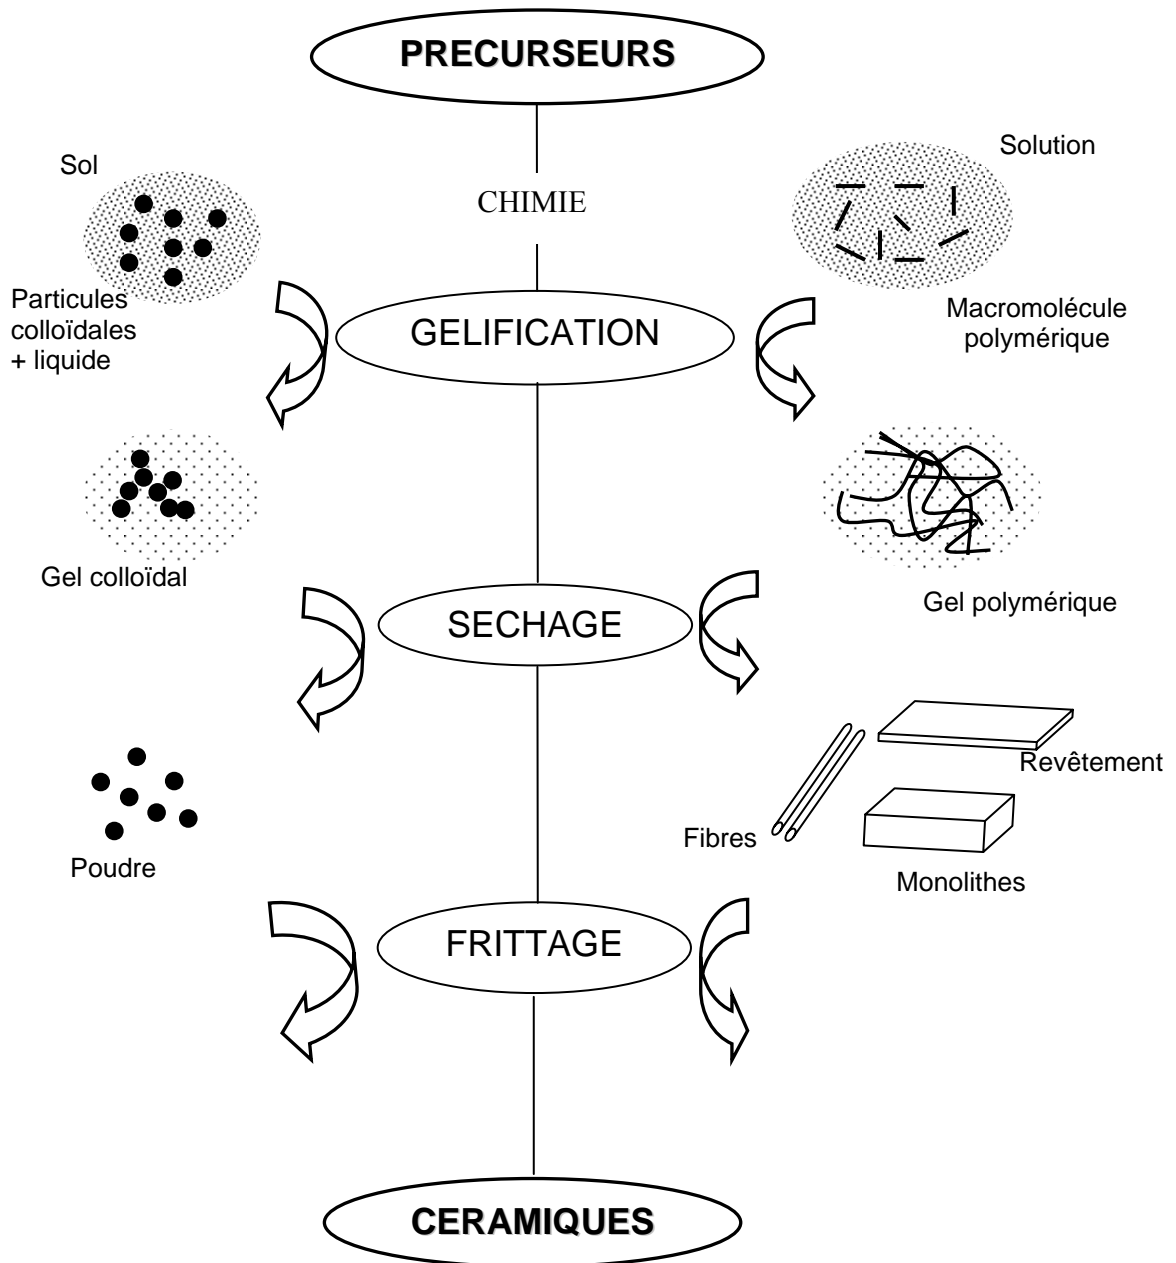 PRECURSEURS
Sol
Solution
CHIMIE
Particules
colloïdales
+ liquide
GELIFICATION
Macromolécule
polymérique
Gel colloïdal
Gel polymérique
SECHAGE
Revêtement
Fibres
Poudre
Monolithes
FRITTAGE
CERAMIQUES